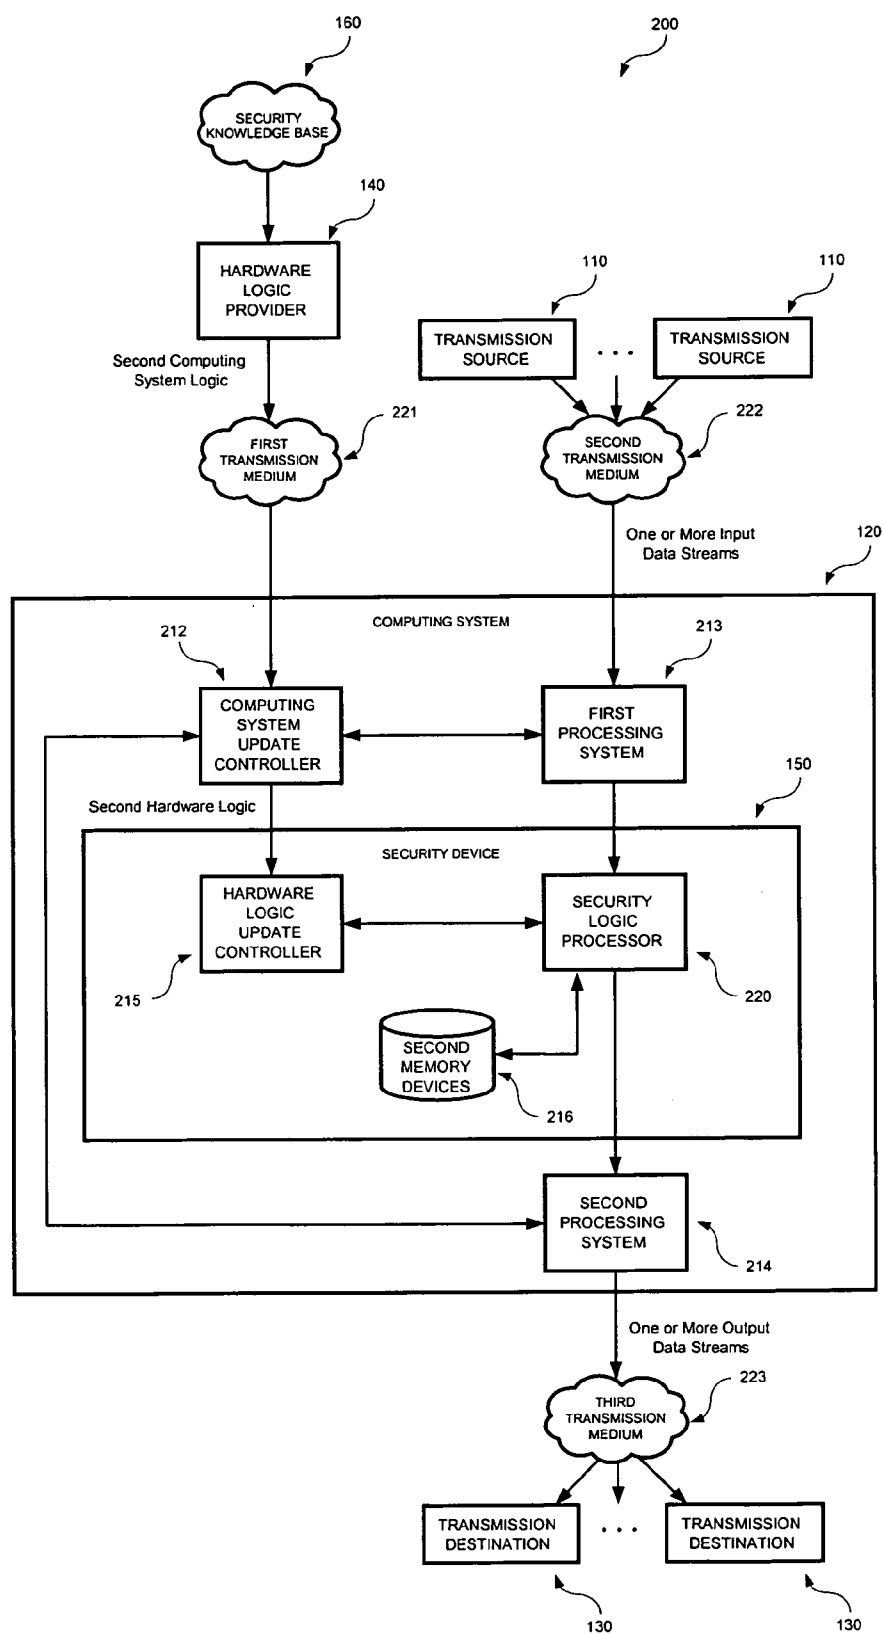 160
200
SECURITY
KNOWLEDGE BASE
140
HARDWARE
LOGIC
PROVIDER
110
110
TRANSMISSION
SOURCE
. . .
TRANSMISSION
SOURCE
Second Computing
System Logic
221
222
FIRST
TRANSMISSION
MEDIUM
SECOND
TRANSMISSION
MEDIUM
One or More Input
Data Streams
120
COMPUTING SYSTEM
212
213
COMPUTING
SYSTEM
UPDATE
CONTROLLER
FIRST
PROCESSING
SYSTEM
150
Second Hardware Logic
SECURITY DEVICE
HARDWARE
LOGIC
UPDATE
CONTROLLER
SECURITY
LOGIC
PROCESSOR
215
220
SECOND
MEMORY
DEVICES
216
SECOND
PROCESSING
SYSTEM
214
One or More Output
Data Streams
223
THIRD
TRANSMISSION
MEDIUM
TRANSMISSION
DESTINATION
. . .
TRANSMISSION
DESTINATION
130
130